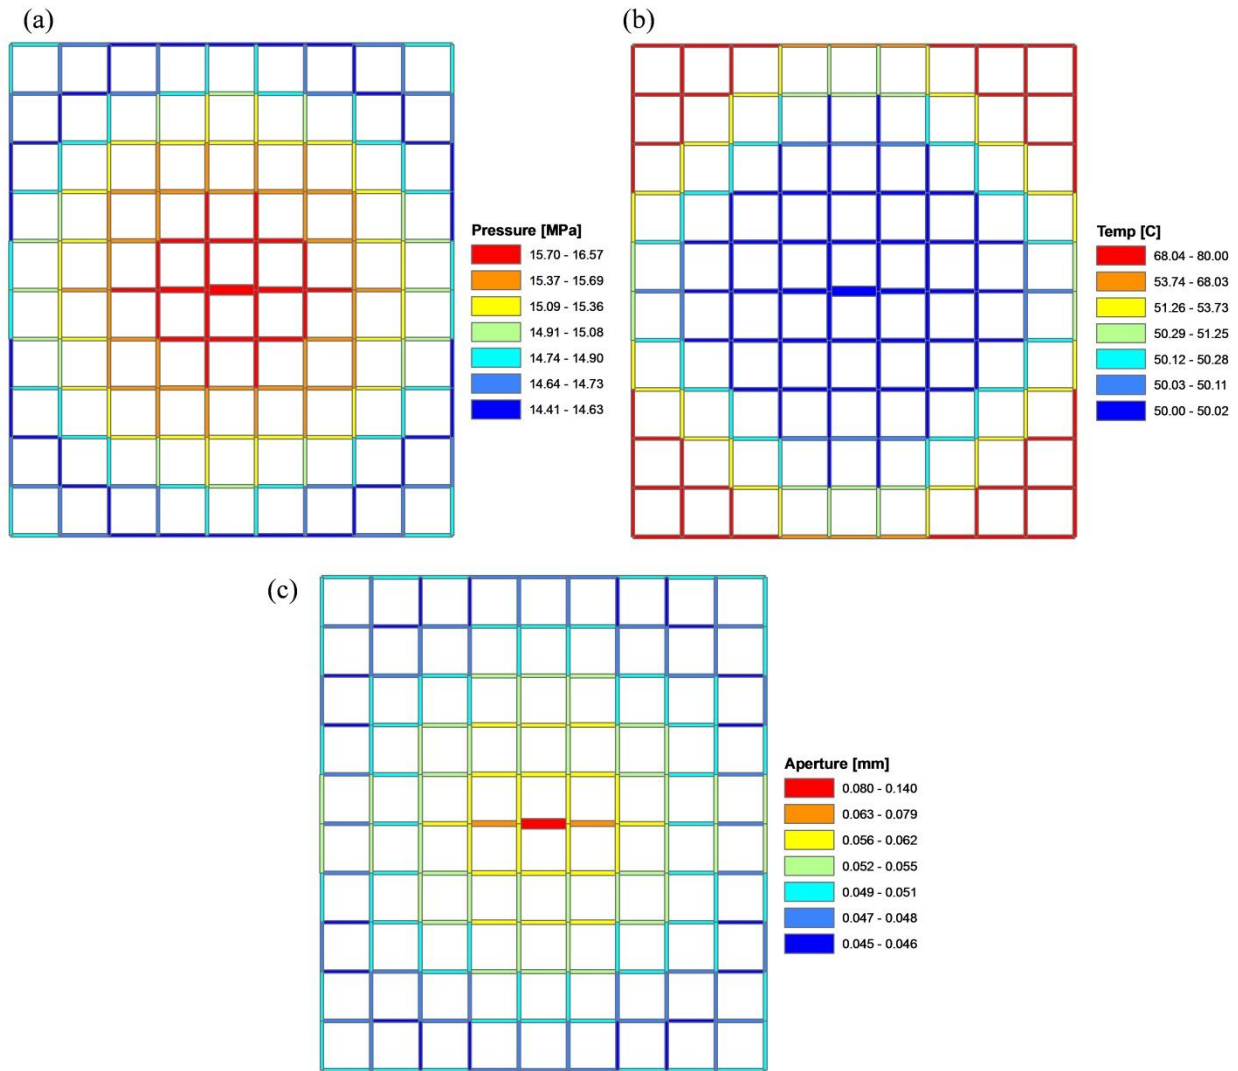 (a)
Pressure [MPa]
15.70 - 16.57
15.37 - 15.69
15.09 - 15.36
14.91 - 15.08
14.74 - 14.90
14.64 - 14.73
14.41 - 14.63
(b)
Temp [C]
68.04 - 80.00
53.74 - 68.03
51.26 - 53.73
50.29 - 51.25
50.12 - 50.28
50.03 - 50.11
50.00 - 50.02
(c)
Aperture [mm]
0.080 - 0.140
0.063 - 0.079
0.056 - 0.062
0.052 - 0.055
0.049 - 0.051
0.047 - 0.048
0.045 - 0.046